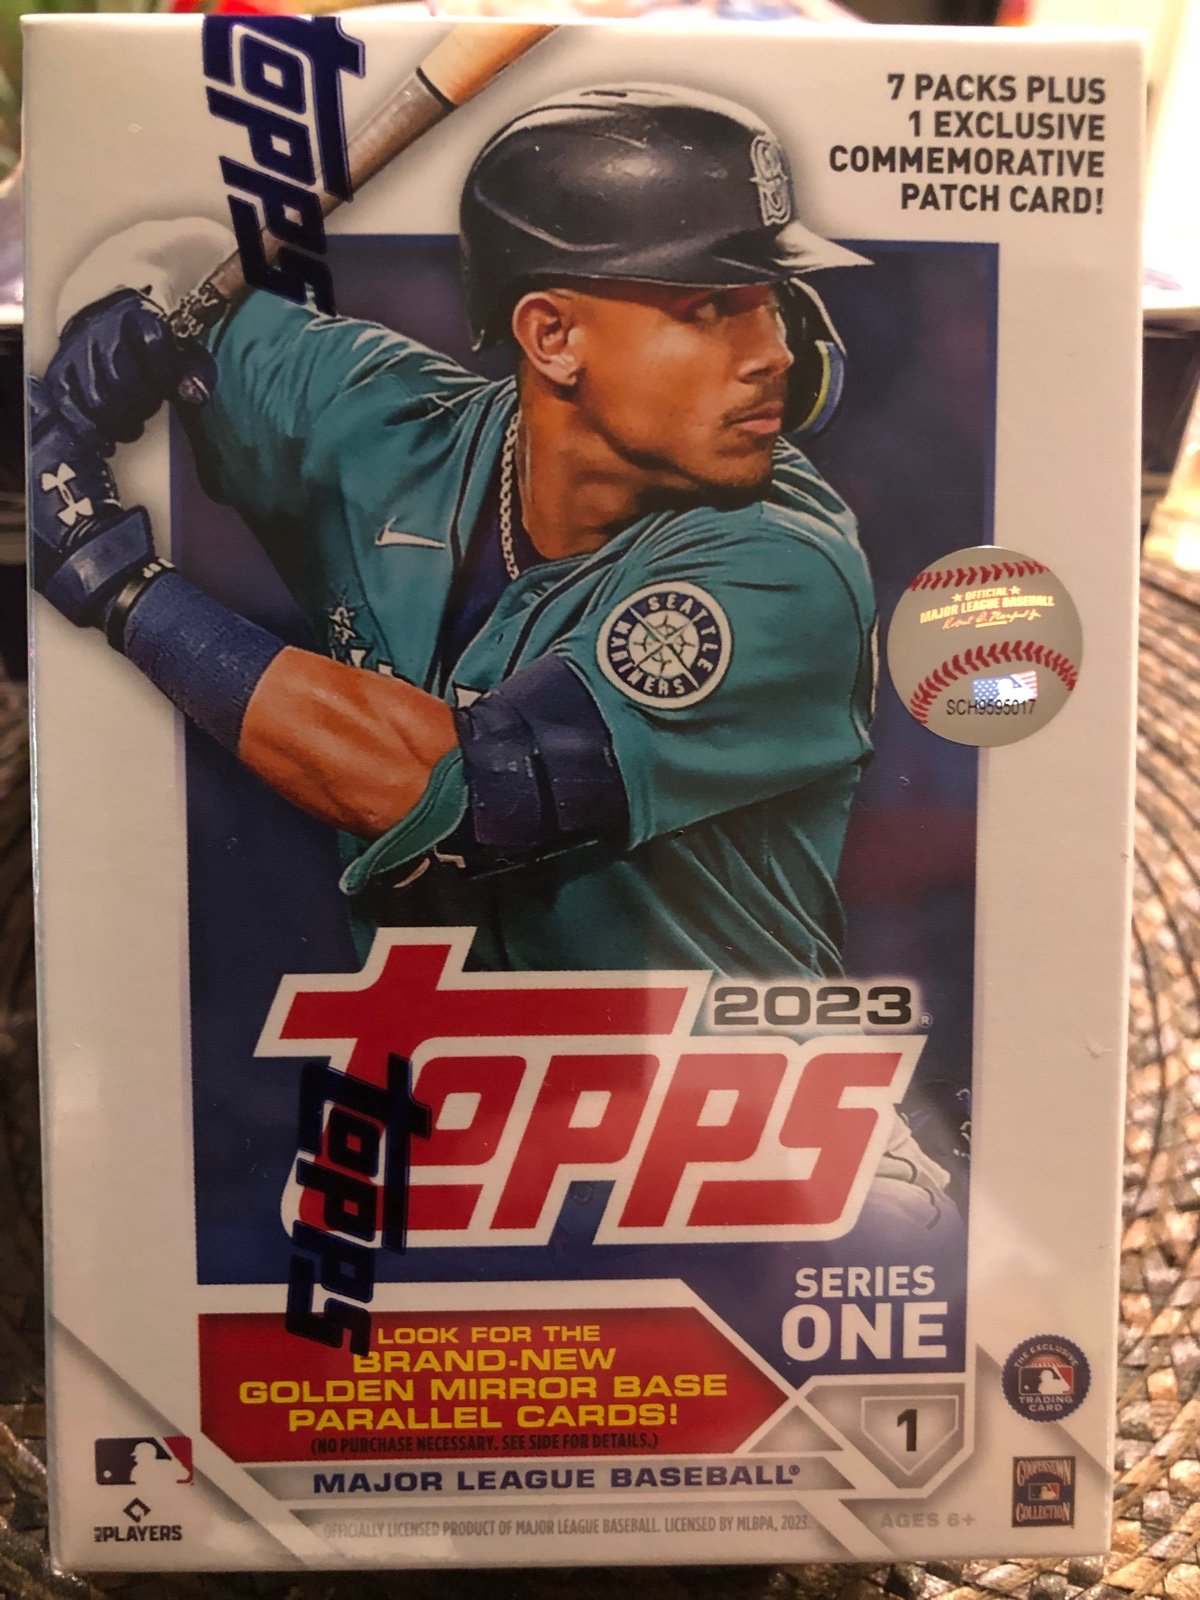 Topps
7 PACKS PLUS
1 EXCLUSIVE
COMMEMORATIVE
PATCH CARD!
SEATTLE
MARINERS
OFFICIAL
MAJOR LEAGUE BASEBALL
SCH9595017
2023
Topps
Topps
SERIES
ONE
LOOK FOR THE
BRAND-NEW
GOLDEN MIRROR BASE
PARALLEL CARDS!
(NO PURCHASE NECESSARY. SEE SIDE FOR DETAILS.)
1
THE EXCLUSIVE
TRADING
CARD
MAJOR LEAGUE BASEBALL®
MLB PLAYERS
OFFICIALLY LICENSED PRODUCT OF MAJOR LEAGUE BASEBALL. LICENSED BY MLBPA, 2023.
AGES 6+
COOPERSTOWN
COLLECTION